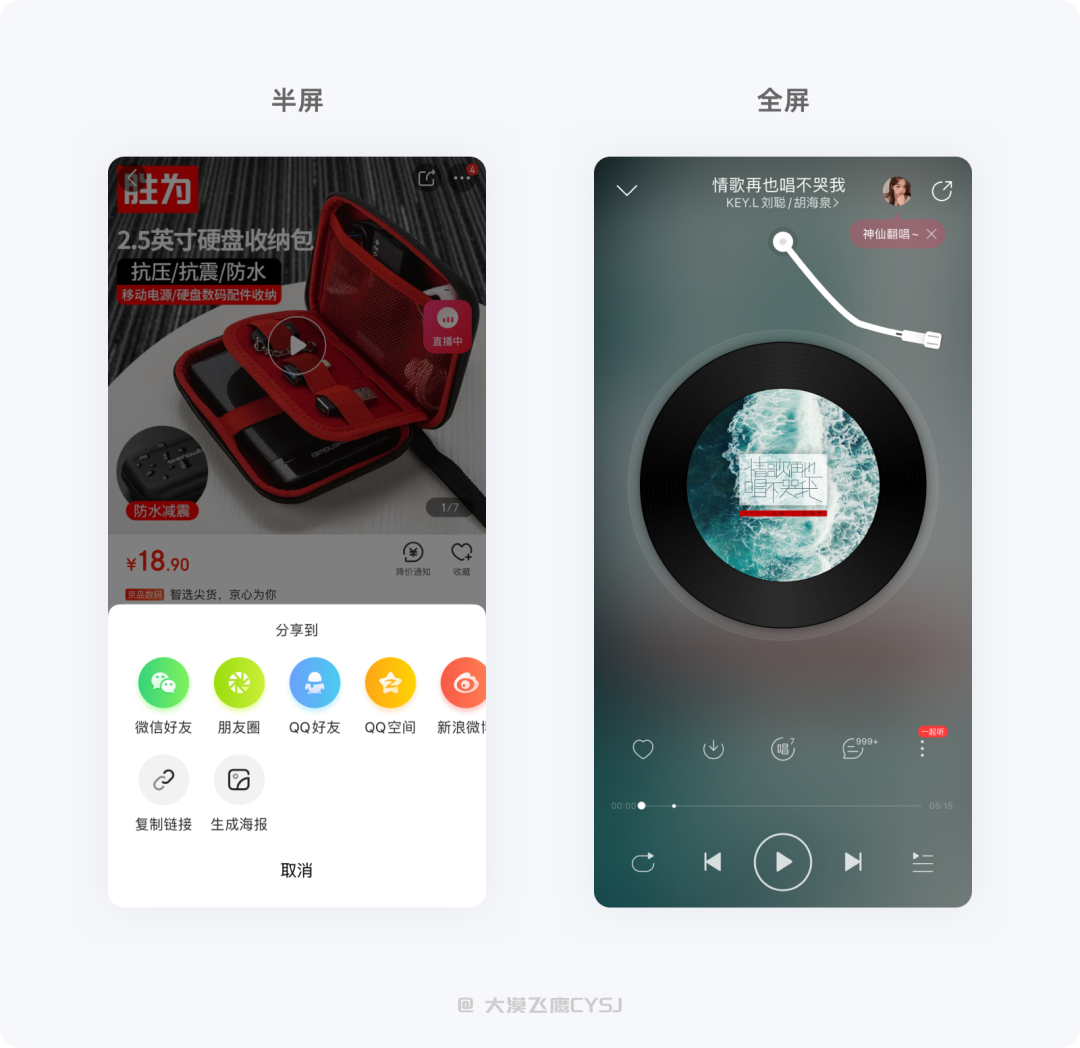 半屏
全屏
胜为
4
2.5英寸硬盘收纳包
抗压/抗震/防水
移动电源/硬盘数码配件收纳
直播中
防水减震
1/7
¥18.90
降价通知
收藏
京品数码 智选尖货,京心为你
分享到
微信好友
朋友圈
QQ好友
QQ空间
新浪微博
复制链接
生成海报
取消
情歌再也唱不哭我
KEY.L 刘聪/胡海泉>
神仙翻唱~
情歌再也
唱不哭我
唱7
999+
一起听
00:00
05:15
@ 大漠飞鹰CYSJ